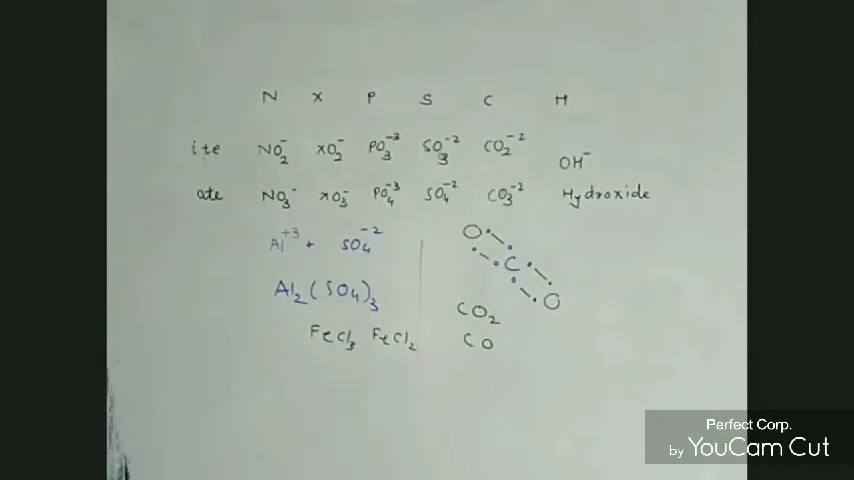 N X P S C H
ite NO₂⁻ XO₂⁻ PO₃⁻³ SO₃⁻² CO₂⁻²
OH⁻
ate NO₃⁻ XO₃⁻ PO₄⁻³ SO₄⁻² CO₃⁻² Hydroxide
Al⁺³ + SO₄⁻²
O C O
Al₂(SO₄)₃
CO₂
FeCl₃ FeCl₂
CO
Perfect Corp.
by YouCam Cut